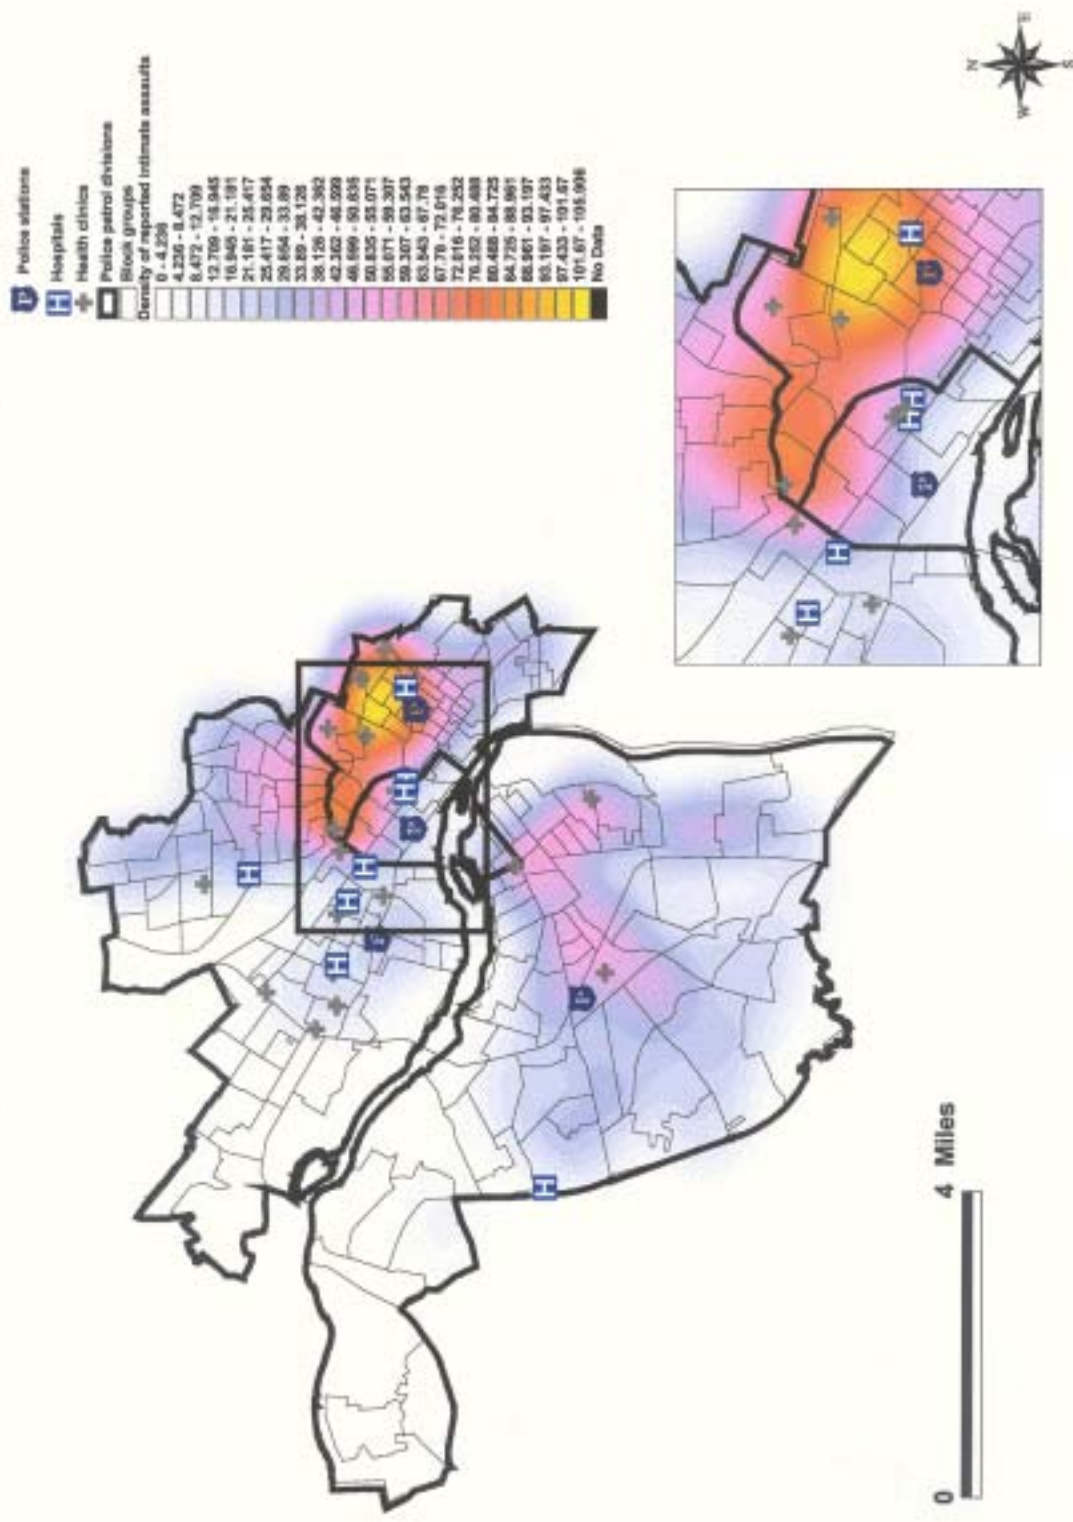 Police stations
Hospitals
Health clinics
Police patrol divisions
Block groups
Density of reported intimate assaults
0 - 4.236
4.236 - 8.472
8.472 - 12.709
12.709 - 16.945
16.945 - 21.181
21.181 - 25.417
25.417 - 29.654
29.654 - 33.89
33.89 - 38.126
38.126 - 42.362
42.362 - 46.599
46.599 - 50.835
50.835 - 55.071
55.071 - 59.307
59.307 - 63.543
63.543 - 67.78
67.78 - 72.016
72.016 - 76.252
76.252 - 80.488
80.488 - 84.725
84.725 - 88.961
88.961 - 93.197
93.197 - 97.433
97.433 - 101.67
101.67 - 105.906
No Data
N
E
W
S
P
H
H
H
P
H
H
P
H
H
P
H
H
P
H
H
H
P
0 4 Miles